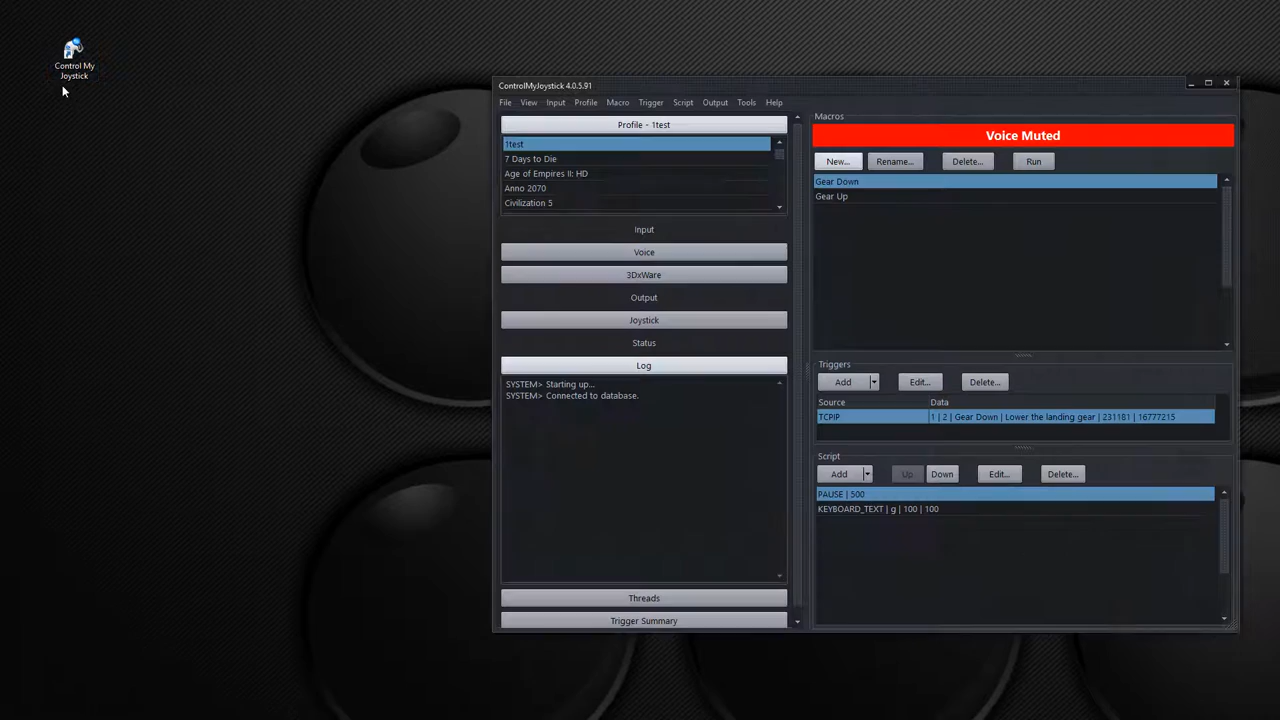 Control My
Joystick
ControlMyJoystick 4.0.5.91
File View Input Profile Macro Trigger Script Output Tools Help
Profile - 1test
1test
7 Days to Die
Age of Empires II: HD
Anno 2070
Civilization 5
Input
Voice
3DxWare
Output
Joystick
Status
Log
SYSTEM> Starting up...
SYSTEM> Connected to database.
Threads
Trigger Summary
Macros
Voice Muted
New... Rename... Delete... Run
Gear Down
Gear Up
Triggers
Add Edit... Delete...
Source Data
TCPIP 1 | 2 | Gear Down | Lower the landing gear | 231181 | 16777215
Script
Add Up Down Edit... Delete...
PAUSE | 500
KEYBOARD_TEXT | g | 100 | 100